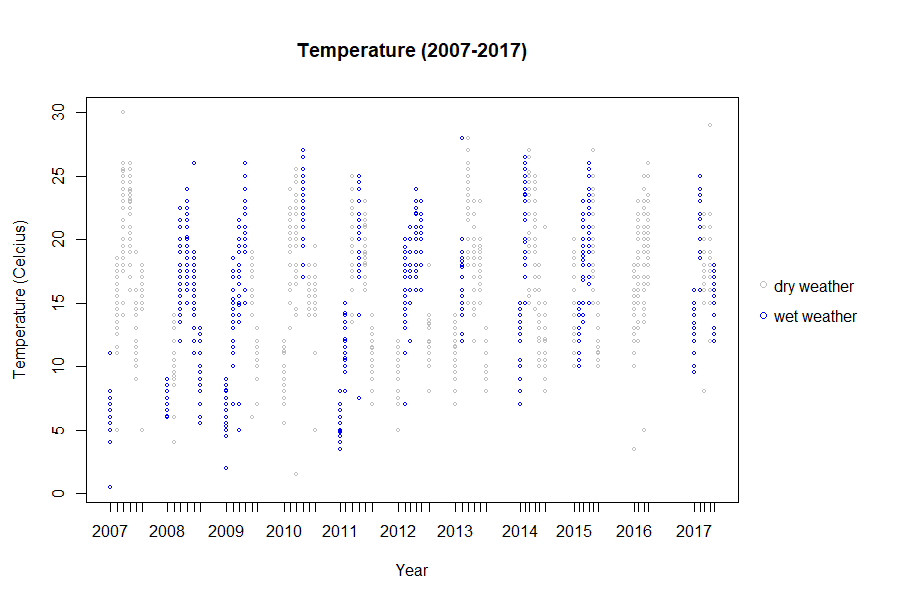 Temperature (2007-2017)
30
25
20
15
10
5
0
Temperature (Celcius)
2007 2008 2009 2010 2011 2012 2013 2014 2015 2016 2017
Year
dry weather
wet weather